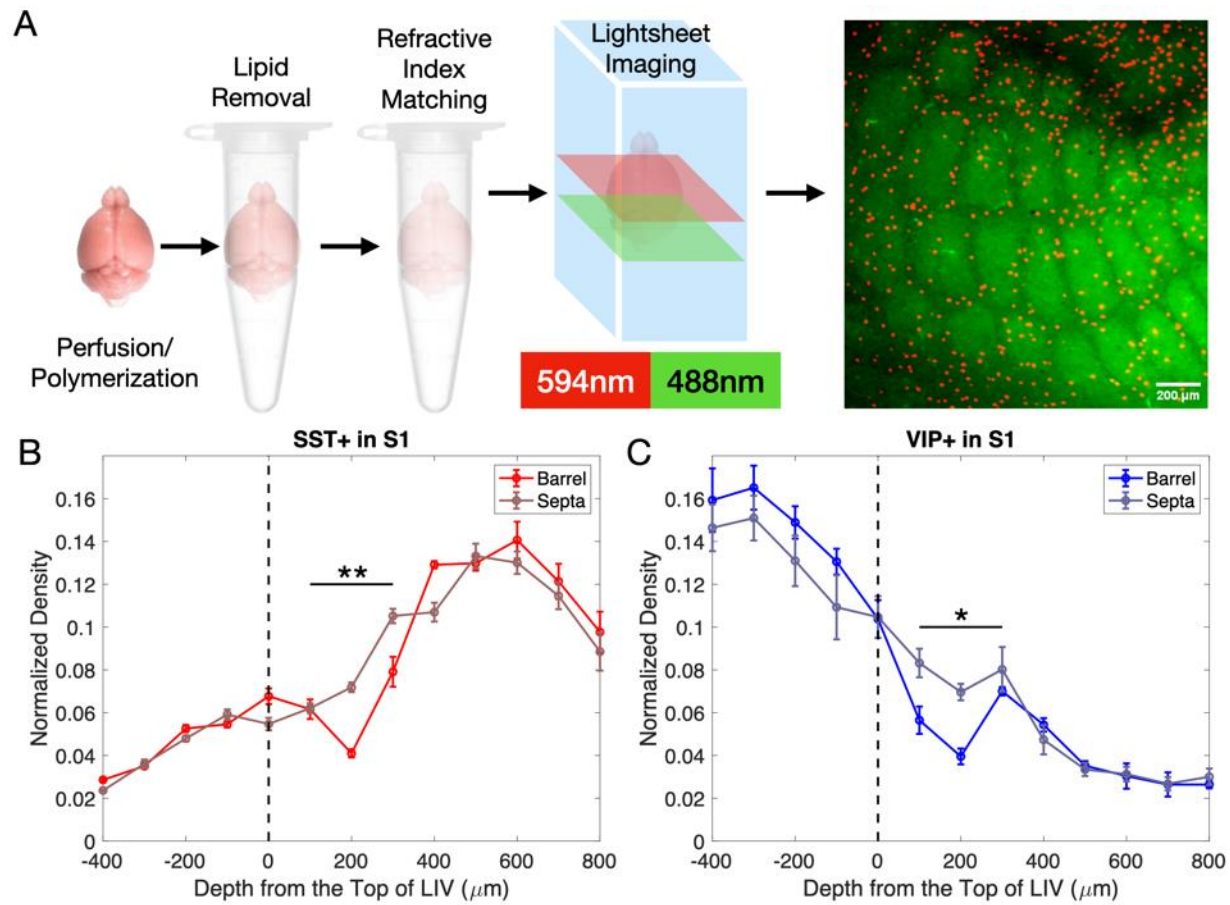 A
Lipid
Removal
Refractive
Index
Matching
Lightsheet
Imaging
Perfusion/
Polymerization
594nm
488nm
200 μm
B
SST+ in S1
Barrel
Septa
**
Normalized Density
0.16
0.14
0.12
0.1
0.08
0.06
0.04
0.02
0
-400
-200
0
200
400
600
800
Depth from the Top of LIV (μm)
C
VIP+ in S1
Barrel
Septa
*
Normalized Density
0.16
0.14
0.12
0.1
0.08
0.06
0.04
0.02
0
-400
-200
0
200
400
600
800
Depth from the Top of LIV (μm)